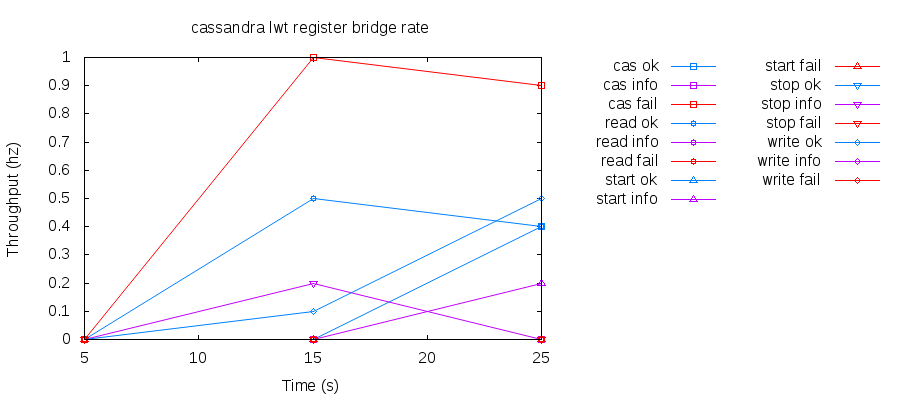 cassandra lwt register bridge rate
Throughput (hz)
1
0.9
0.8
0.7
0.6
0.5
0.4
0.3
0.2
0.1
0
5 10 15 20 25
Time (s)
cas ok
cas info
cas fail
read ok
read info
read fail
start ok
start info
start fail
stop ok
stop info
stop fail
write ok
write info
write fail